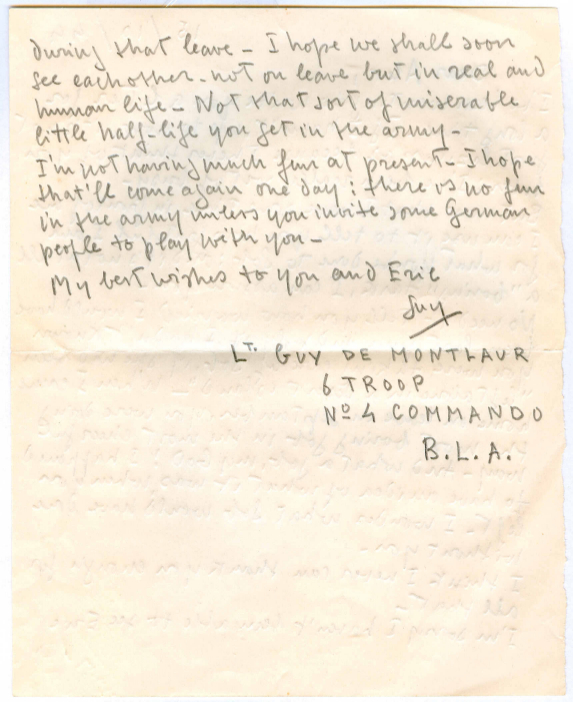 during that leave – I hope we shall soon
see eachother – not on leave but in real and
human life – Not that sort of miserable
little half-life you get in the army –
I'm not having much fun at present – I hope
that'll come again one day ; there is no fun
in the army unless you invite some German
people to play with you –
My best wishes to you and Eric
Guy
LT. GUY DE MONTLAUR
6 TROOP
Nº 4 COMMANDO
B.L.A.